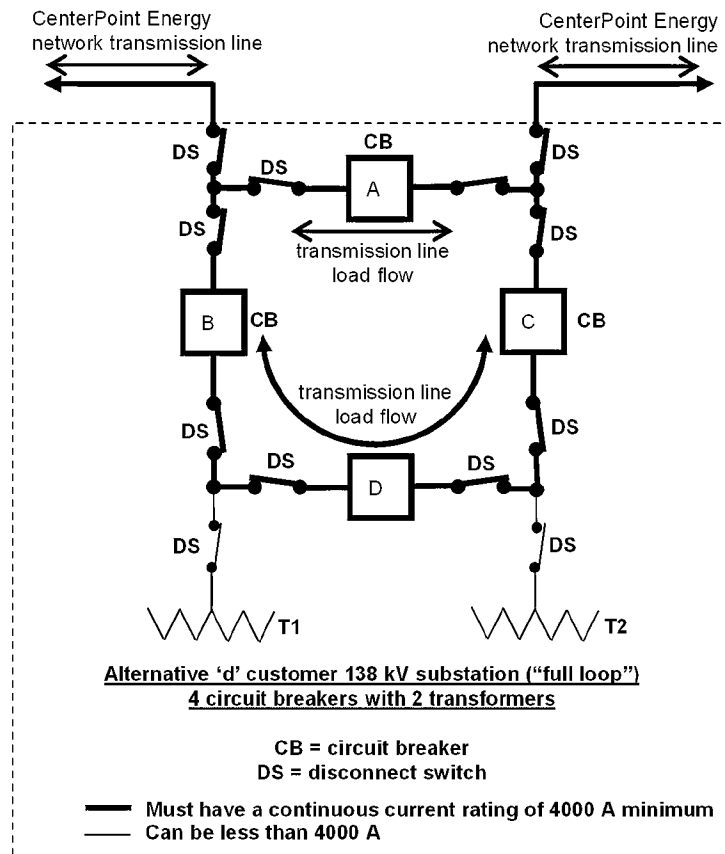 CenterPoint Energy
network transmission line
CenterPoint Energy
network transmission line
DS
DS
CB
A
DS
DS
DS
transmission line
load flow
B
CB
C
CB
transmission line
load flow
DS
DS
DS
DS
D
DS
DS
T1
T2
Alternative ‘d’ customer 138 kV substation (“full loop”)
4 circuit breakers with 2 transformers
CB = circuit breaker
DS = disconnect switch
Must have a continuous current rating of 4000 A minimum
Can be less than 4000 A